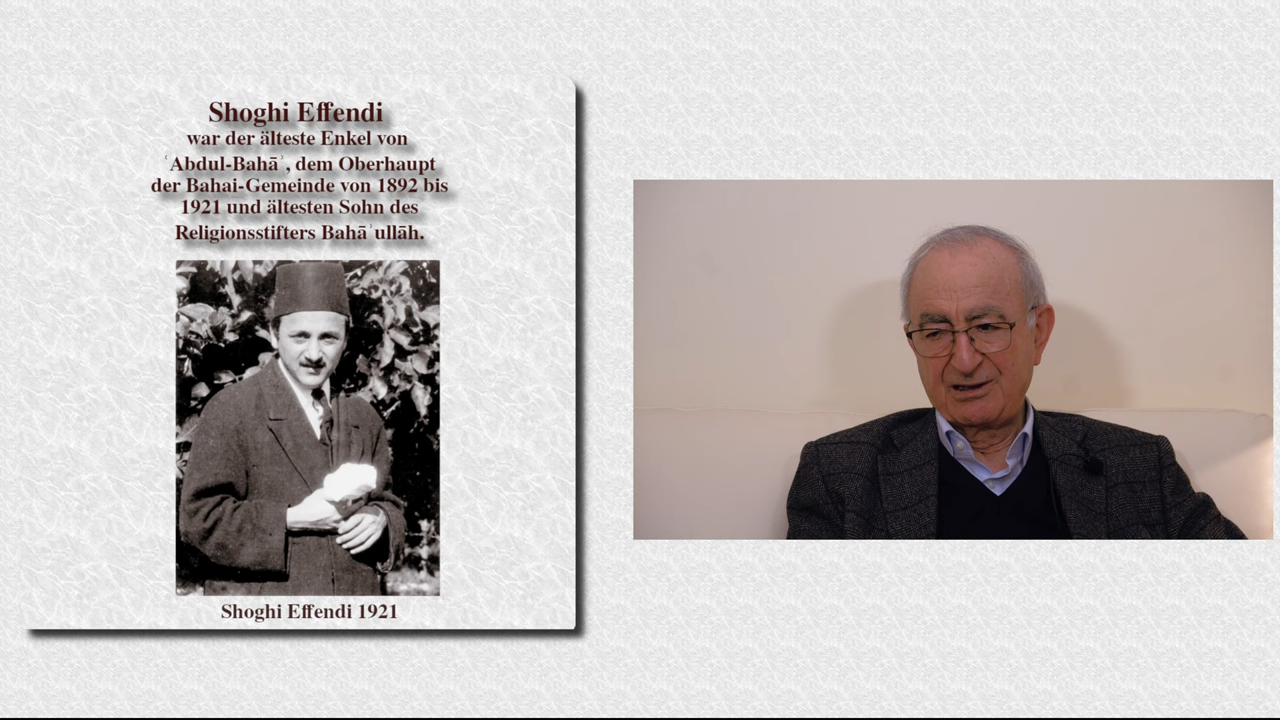 Shoghi Effendi
war der älteste Enkel von
ʿAbdul-Bahāʾ, dem Oberhaupt
der Bahai-Gemeinde von 1892 bis
1921 und ältesten Sohn des
Religionsstifters Bahāʾullāh.
Shoghi Effendi 1921